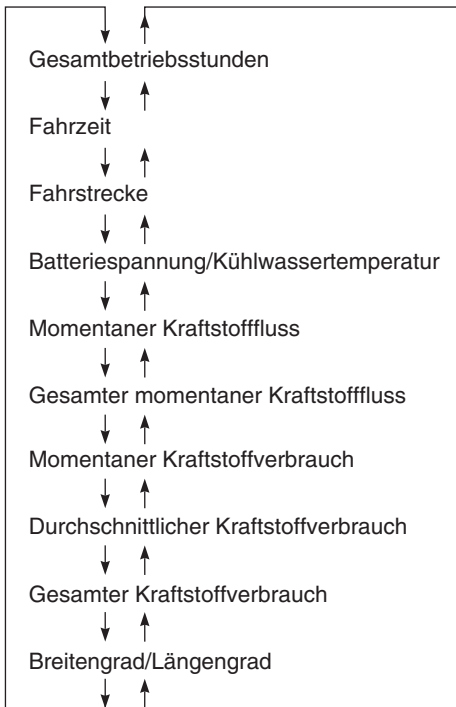 Gesamtbetriebsstunden
Fahrzeit
Fahrstrecke
Batteriespannung/Kühlwassertemperatur
Momentaner Kraftstofffluss
Gesamter momentaner Kraftstofffluss
Momentaner Kraftstoffverbrauch
Durchschnittlicher Kraftstoffverbrauch
Gesamter Kraftstoffverbrauch
Breitengrad/Längengrad